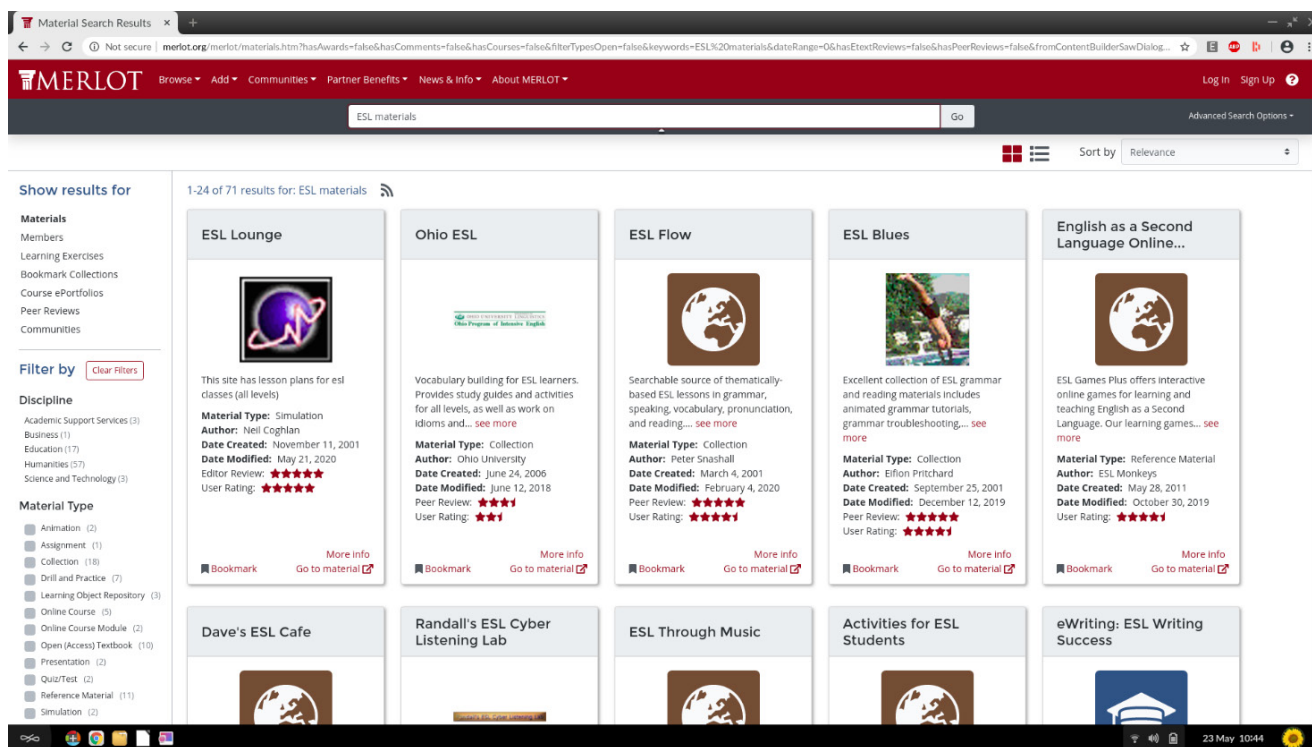 Material Search Results
Not secure | merlot.org/merlot/materials.htm?hasAwards=false&hasComments=false&hasCourses=false&filterTypesOpen=false&keywords=ESL%20materials&dateRange=0&hasEtextReviews=false&hasPeerReviews=false&fromContentBuilderSawDialog...
MERLOT Browse Add Communities Partner Benefits News & Info About MERLOT Log In Sign Up ?
ESL materials Go Advanced Search Options
Sort by Relevance
Show results for
Materials
Members
Learning Exercises
Bookmark Collections
Course ePortfolios
Peer Reviews
Communities
Filter by Clear Filters
Discipline
Academic Support Services (3)
Business (1)
Education (17)
Humanities (57)
Science and Technology (3)
Material Type
Animation (2)
Assignment (1)
Collection (18)
Drill and Practice (7)
Learning Object Repository (3)
Online Course (5)
Online Course Module (2)
Open (Access) Textbook (10)
Presentation (2)
Quiz/Test (2)
Reference Material (11)
Simulation (2)
1-24 of 71 results for: ESL materials
ESL Lounge
This site has lesson plans for esl
classes (all levels)
Material Type: Simulation
Author: Neil Coghlan
Date Created: November 11, 2001
Date Modified: May 21, 2020
Editor Review:
User Rating:
More info
Bookmark Go to material
Ohio ESL
Ohio Program of Intensive English
Vocabulary building for ESL learners.
Provides study guides and activities
for all levels, as well as work on
idioms and... see more
Material Type: Collection
Author: Ohio University
Date Created: June 24, 2006
Date Modified: June 12, 2018
Peer Review:
User Rating:
More info
Bookmark Go to material
ESL Flow
Searchable source of thematically-
based ESL lessons in grammar,
speaking, vocabulary, pronunciation,
and reading.... see more
Material Type: Collection
Author: Peter Snashall
Date Created: March 4, 2001
Date Modified: February 4, 2020
Peer Review:
User Rating:
More info
Bookmark Go to material
ESL Blues
Excellent collection of ESL grammar
and reading materials includes
animated grammar tutorials,
grammar troubleshooting,... see
more
Material Type: Collection
Author: Eifion Pritchard
Date Created: September 25, 2001
Date Modified: December 12, 2019
Peer Review:
User Rating:
More info
Bookmark Go to material
English as a Second
Language Online...
ESL Games Plus offers interactive
online games for learning and
teaching English as a Second
Language. Our learning games... see
more
Material Type: Reference Material
Author: ESL Monkeys
Date Created: May 28, 2011
Date Modified: October 30, 2019
User Rating:
More info
Bookmark Go to material
Dave's ESL Cafe
Randall's ESL Cyber
Listening Lab
ESL Through Music
Activities for ESL
Students
eWriting: ESL Writing
Success
23 May 10:44